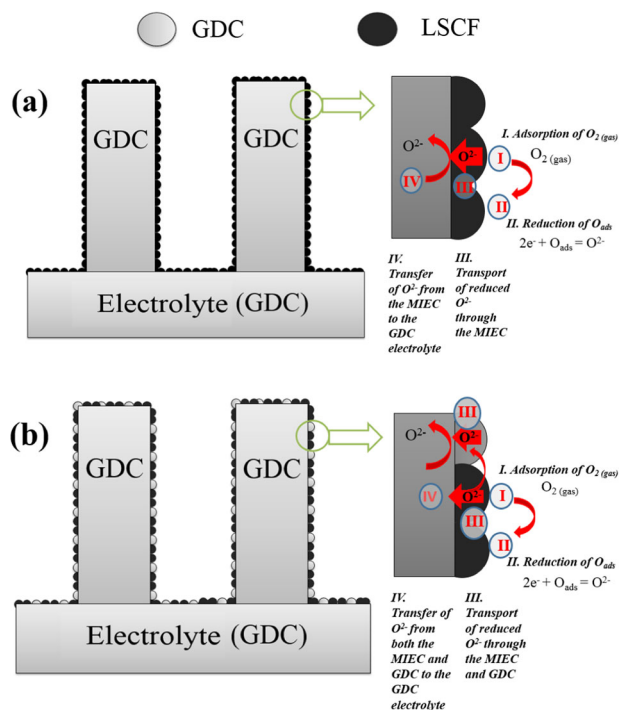 GDC
LSCF
(a)
GDC
GDC
Electrolyte (GDC)
O²⁻
O²⁻
I
IV
III
II
I. Adsorption of O₂ (gas)
O₂ (gas)
II. Reduction of Oads
2e⁻ + Oads = O²⁻
IV.
Transfer
of O²⁻ from
the MIEC
to the
GDC
electrolyte
III.
Transport
of reduced
O²⁻
through
the MIEC
(b)
GDC
GDC
Electrolyte (GDC)
III
O²⁻
O²⁻
IV
O²⁻
I
III
II
I. Adsorption of O₂ (gas)
O₂ (gas)
II. Reduction of Oads
2e⁻ + Oads = O²⁻
IV.
Transfer of
O²⁻ from
both the
MIEC and
GDC to the
GDC
electrolyte
III.
Transport
of reduced
O²⁻ through
the MIEC
and GDC